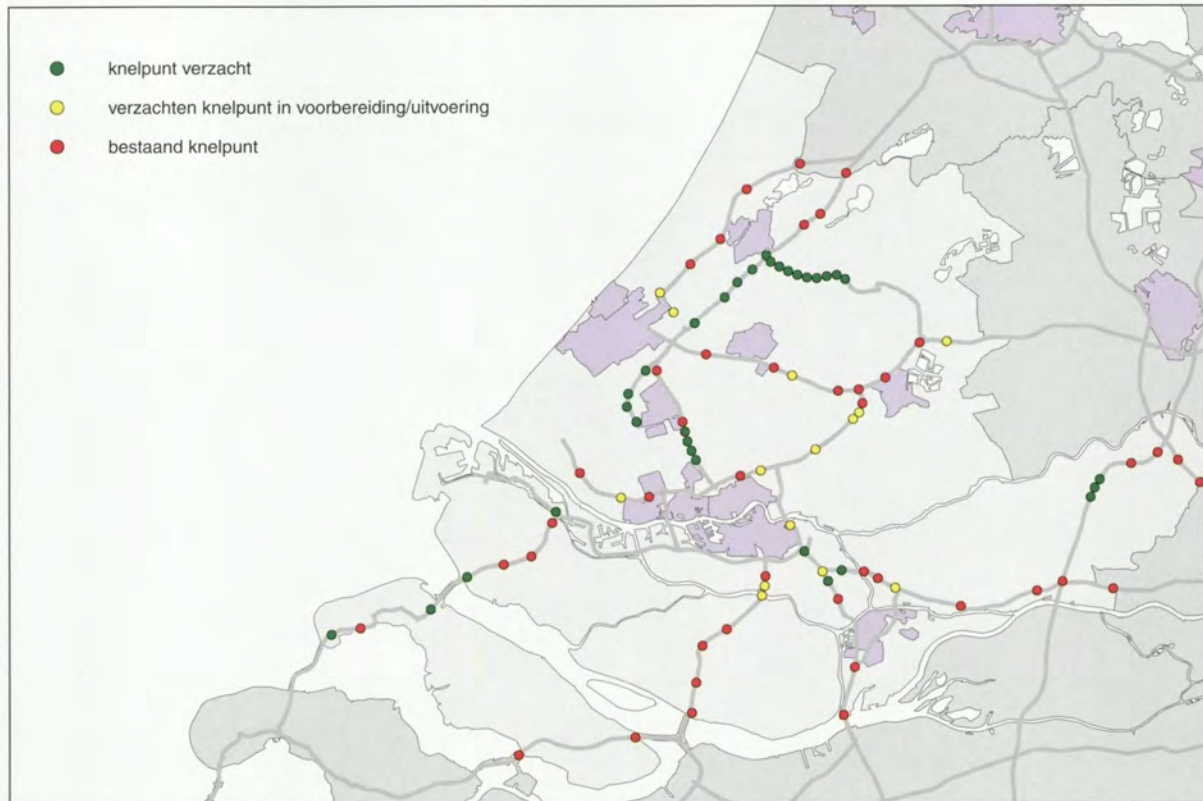 knelpunt verzacht
verzachten knelpunt in voorbereiding/uitvoering
bestaand knelpunt